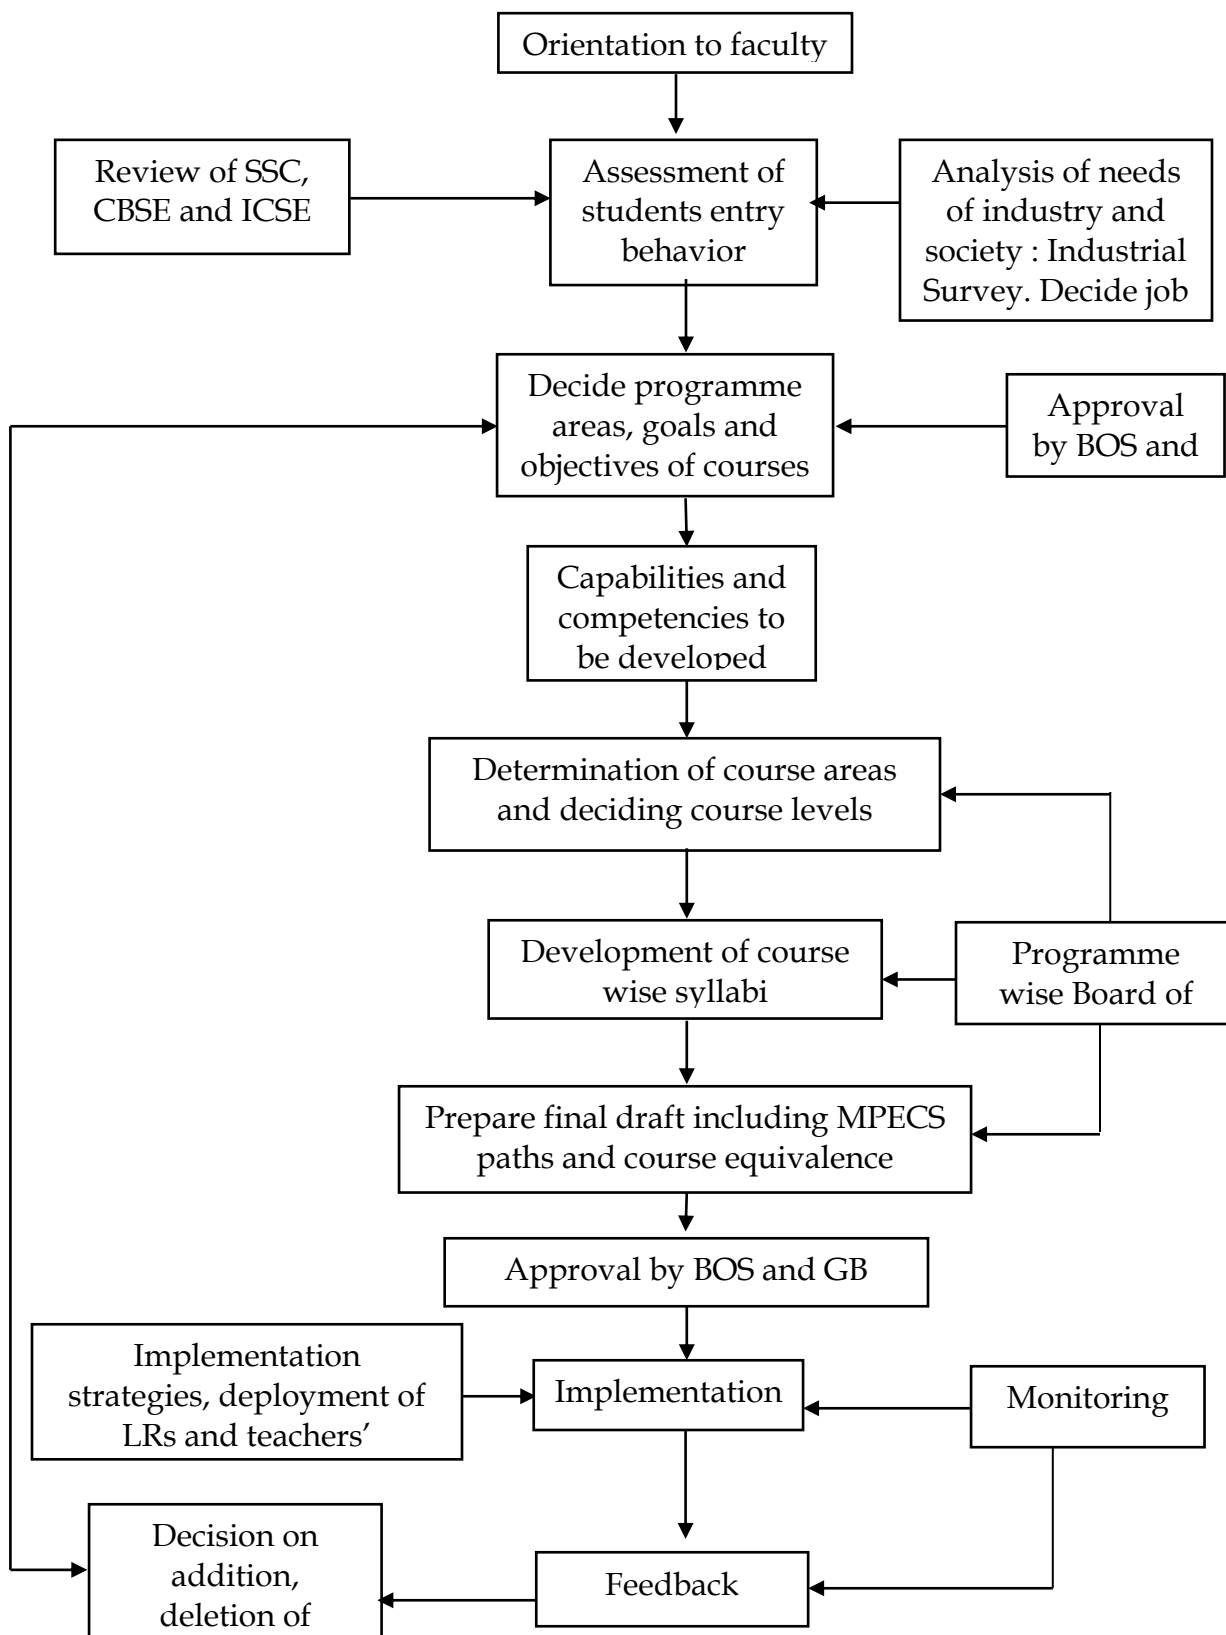 Orientation to faculty
Review of SSC,
CBSE and ICSE
Assessment of
students entry
behavior
Analysis of needs
of industry and
society : Industrial
Survey. Decide job
Decide programme
areas, goals and
objectives of courses
Approval
by BOS and
Capabilities and
competencies to
be developed
Determination of course areas
and deciding course levels
Development of course
wise syllabi
Programme
wise Board of
Prepare final draft including MPECS
paths and course equivalence
Approval by BOS and GB
Implementation
strategies, deployment of
LRs and teachers’
Implementation
Monitoring
Decision on
addition,
deletion of
Feedback